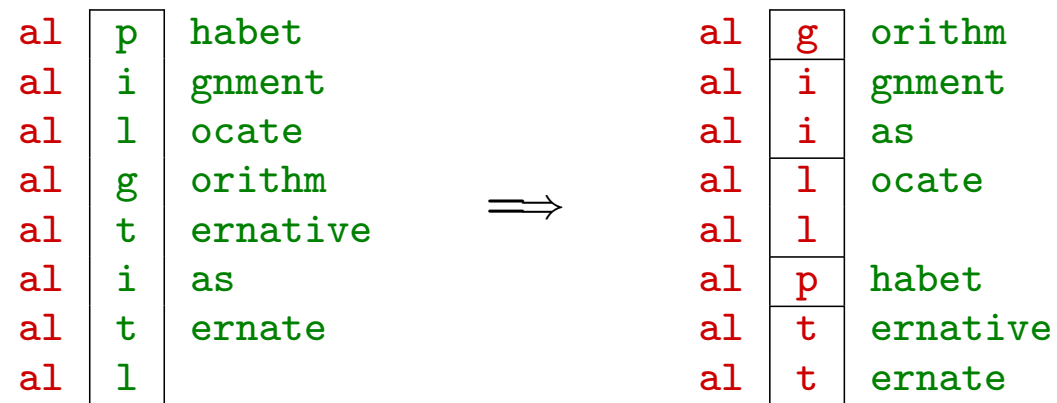 al p habet
al i gnment
al l ocate
al g orithm
al t ernative
al i as
al t ernate
al l
⟹
al g orithm
al i gnment
al i as
al l ocate
al l
al p habet
al t ernative
al t ernate